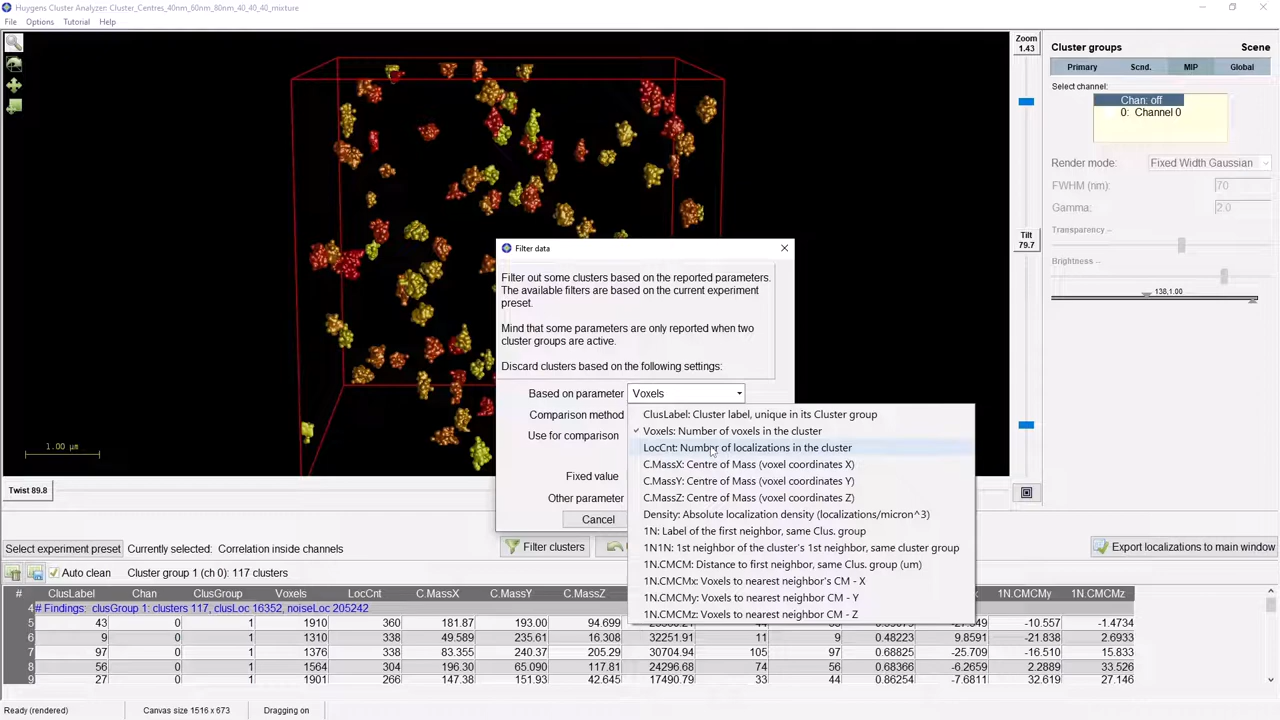 Huygens Cluster Analyzer: Cluster_Centres_40nm_60nm_80nm_40_40_40_mixture
File Options Tutorial Help
Zoom
1.43
Cluster groups Scene
Primary Scnd. MIP Global
Select channel:
Chan: off
0: Channel 0
Render mode: Fixed Width Gaussian
FWHM (nm): 70
Gamma: 2.0
Transparency --
Tilt
79.7
Brightness --
138,1.00
Filter data
Filter out some clusters based on the reported parameters.
The available filters are based on the current experiment
preset.
Mind that some parameters are only reported when two
cluster groups are active.
Discard clusters based on the following settings:
Based on parameter Voxels
Comparison method
Use for comparison
Fixed value
Other parameter
Cancel
ClusLabel: Cluster label, unique in its Cluster group
Voxels: Number of voxels in the cluster
LocCnt: Number of localizations in the cluster
C.MassX: Centre of Mass (voxel coordinates X)
C.MassY: Centre of Mass (voxel coordinates Y)
C.MassZ: Centre of Mass (voxel coordinates Z)
Density: Absolute localization density (localizations/micron^3)
1N: Label of the first neighbor, same Clus. group
1N1N: 1st neighbor of the cluster's 1st neighbor, same cluster group
1N.CMCM: Distance to first neighbor, same Clus. group (um)
1N.CMCMx: Voxels to nearest neighbor's CM - X
1N.CMCMy: Voxels to nearest neighbor CM - Y
1N.CMCMz: Voxels to nearest neighbor CM - Z
1.00 μm
Twist 89.8
Select experiment preset Currently selected: Correlation inside channels Filter clusters Export localizations to main window
Auto clean Cluster group 1 (ch 0): 117 clusters
# ClusLabel Chan ClusGroup Voxels LocCnt C.MassX C.MassY C.MassZ 1N.CMCMy 1N.CMCMz
4 # Findings: clusGroup 1: clusters 117, clusLoc 16352, noiseLoc 205242
5 43 0 1 1910 360 181.87 193.00 94.699 -10.557 -1.4734
6 9 0 1 1310 338 49.589 235.61 16.308 32251.91 11 9 0.48223 9.8591 -21.838 2.6933
7 97 0 1 1376 338 83.355 240.37 205.29 30704.94 105 97 0.68825 -25.709 -16.510 15.833
8 56 0 1 1564 304 196.30 65.090 117.81 24296.68 74 56 0.68366 -6.2659 2.2889 33.526
9 27 0 1 1901 266 147.38 151.93 42.645 17490.79 33 44 0.86254 -7.6811 32.619 27.146
Ready (rendered) Canvas size 1516 x 673 Dragging on